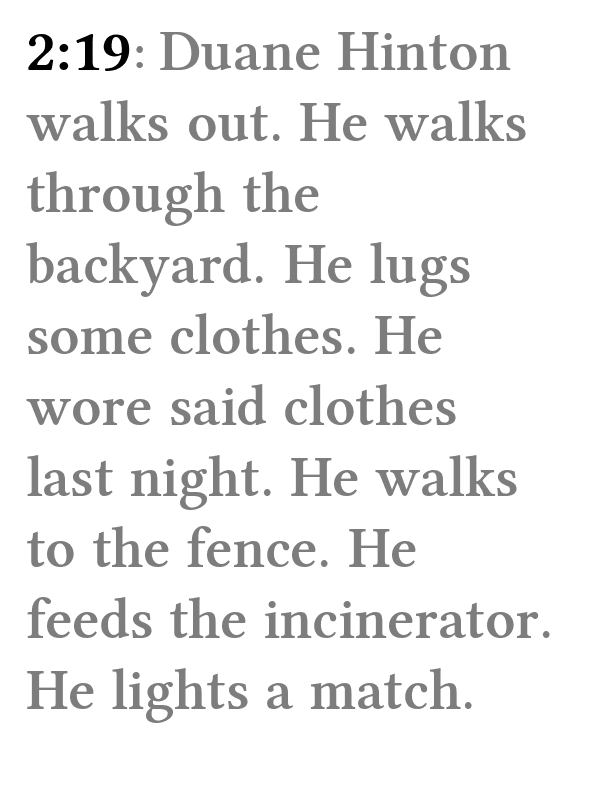 2:19: Duane Hinton
walks out. He walks
through the
backyard. He lugs
some clothes. He
wore said clothes
last night. He walks
to the fence. He
feeds the incinerator.
He lights a match.